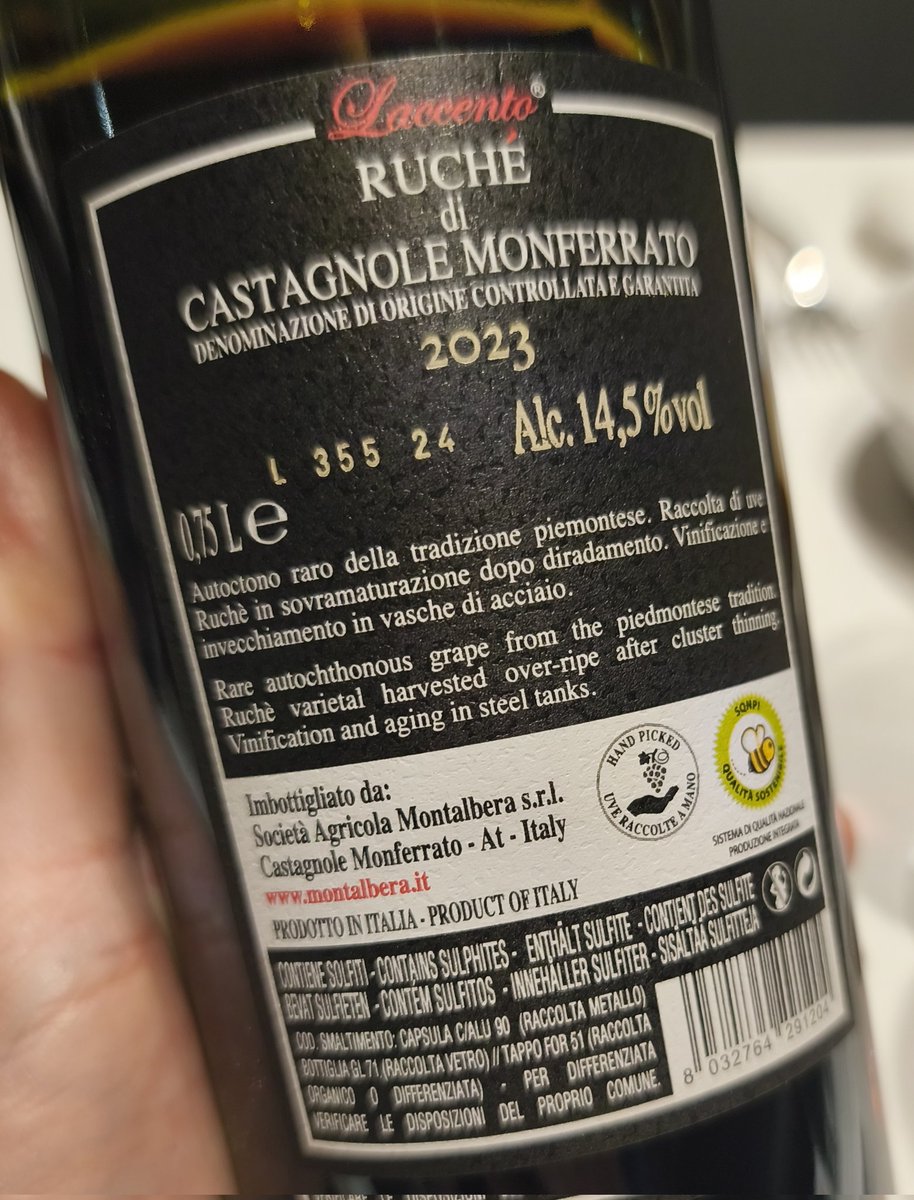 Laccento®
RUCHÈ
di
CASTAGNOLE MONFERRATO
DENOMINAZIONE DI ORIGINE CONTROLLATA E GARANTITA
2023
L 355 24 Alc. 14,5%vol
0,75 L e
Autoctono raro della tradizione piemontese. Raccolta di uve
Ruchè in sovramaturazione dopo diradamento. Vinificazione e
invecchiamento in vasche di acciaio.
Rare autochthonous grape from the piedmontese tradition.
Ruchè varietal harvested over-ripe after cluster thinning.
Vinification and aging in steel tanks.
Imbottigliato da:
Società Agricola Montalbera s.r.l.
Castagnole Monferrato - At - Italy
www.montalbera.it
PRODOTTO IN ITALIA - PRODUCT OF ITALY
HAND PICKED
UVE RACCOLTE A MANO
SQNPI
QUALITÀ SOSTENIBILE
SISTEMA DI QUALITÀ NAZIONALE
PRODUZIONE INTEGRATA
CONTIENE SOLFITI - CONTAINS SULPHITES - ENTHÄLT SULFITE - CONTIENT DES SULFITE
BEVAT SULFIETEN - CONTÉM SULFITOS - INNEHALLER SULFITER - SISÄLTÄÄ SULFIITTEJA
COD. SMALTIMENTO: CAPSULA C/ALU 90 (RACCOLTA METALLO)
BOTTIGLIA GL 71 (RACCOLTA VETRO) // TAPPO FOR 51 (RACCOLTA
ORGANICO O DIFFERENZIATA) - PER DIFFERENZIATA
VERIFICARE LE DISPOSIZIONI DEL PROPRIO COMUNE.
8 032764 291204